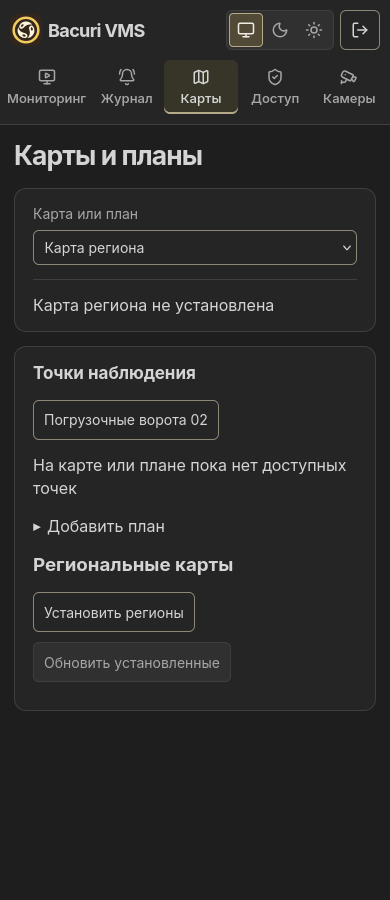 Bacuri VMS
Мониторинг
Журнал
Карты
Доступ
Камеры
Карты и планы
Карта или план
Карта региона
Карта региона не установлена
Точки наблюдения
Погрузочные ворота 02
На карте или плане пока нет доступных
точек
Добавить план
Региональные карты
Установить регионы
Обновить установленные